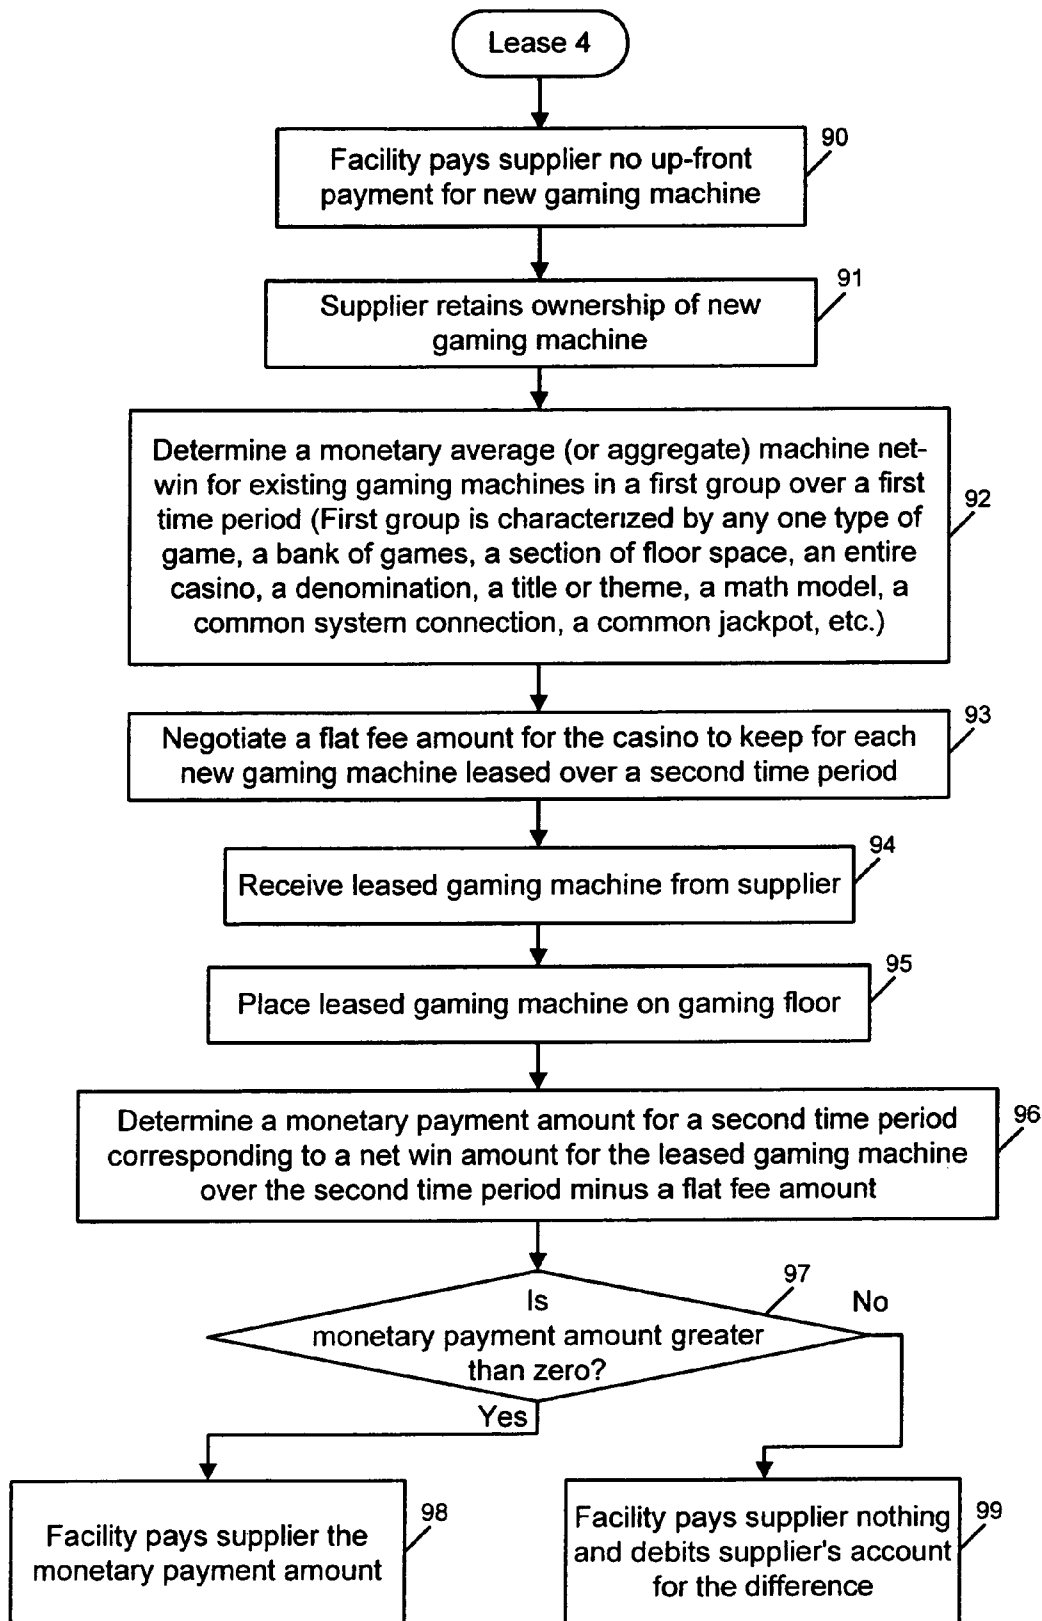 Lease 4
90
Facility pays supplier no up-front
payment for new gaming machine
91
Supplier retains ownership of new
gaming machine
Determine a monetary average (or aggregate) machine net-
win for existing gaming machines in a first group over a first
time period (First group is characterized by any one type of
game, a bank of games, a section of floor space, an entire
casino, a denomination, a title or theme, a math model, a
common system connection, a common jackpot, etc.)
92
93
Negotiate a flat fee amount for the casino to keep for each
new gaming machine leased over a second time period
94
Receive leased gaming machine from supplier
95
Place leased gaming machine on gaming floor
96
Determine a monetary payment amount for a second time period
corresponding to a net win amount for the leased gaming machine
over the second time period minus a flat fee amount
97
Is
monetary payment amount greater
than zero?
No
Yes
98
Facility pays supplier the
monetary payment amount
99
Facility pays supplier nothing
and debits supplier's account
for the difference